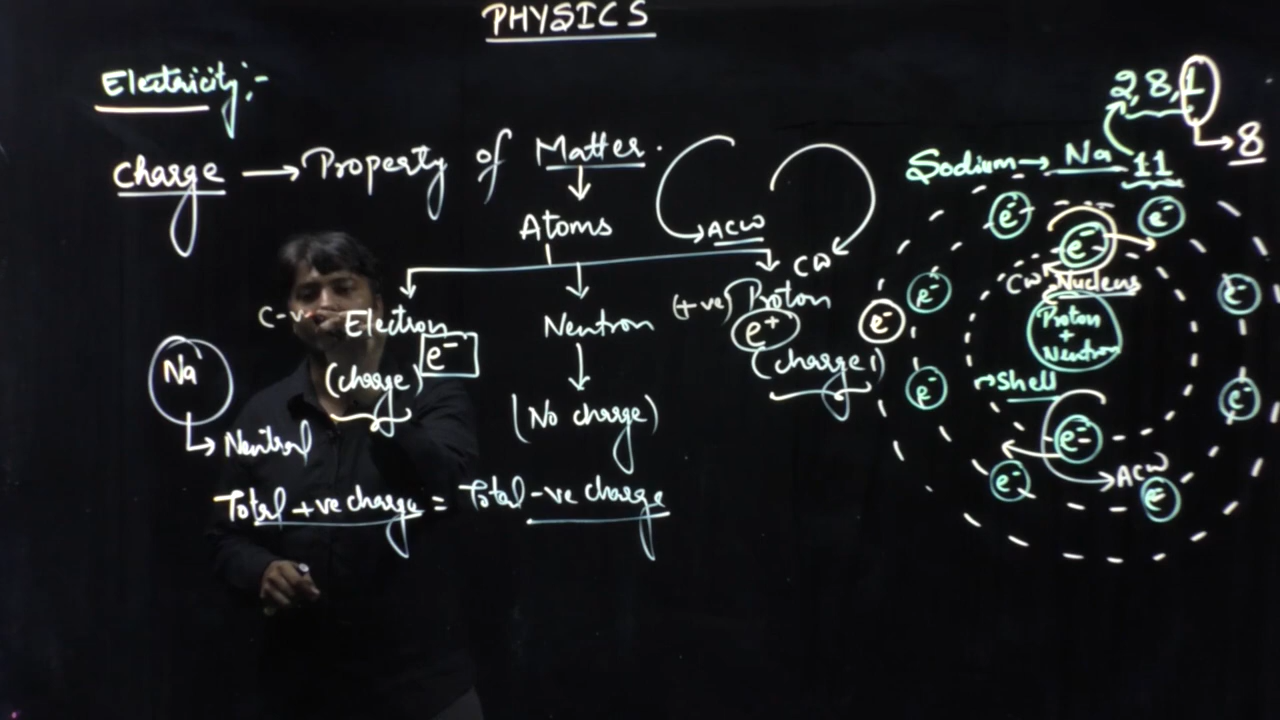 PHYSICS
Electricity:-
Charge → Property of Matter.
Atoms
ACW
CW
Electron
e-
(charge)
Neutron
(No charge)
(+ve) Proton
e+
(charge)
Na
Neutral
Total +ve charge = Total -ve charge
2,8,1
8
Sodium → Na 11
e-
e-
e-
CW
Nucleus
Proton
+
Neutron
e-
e-
e-
e-
e-
Shell
e-
ACW
e-
e-